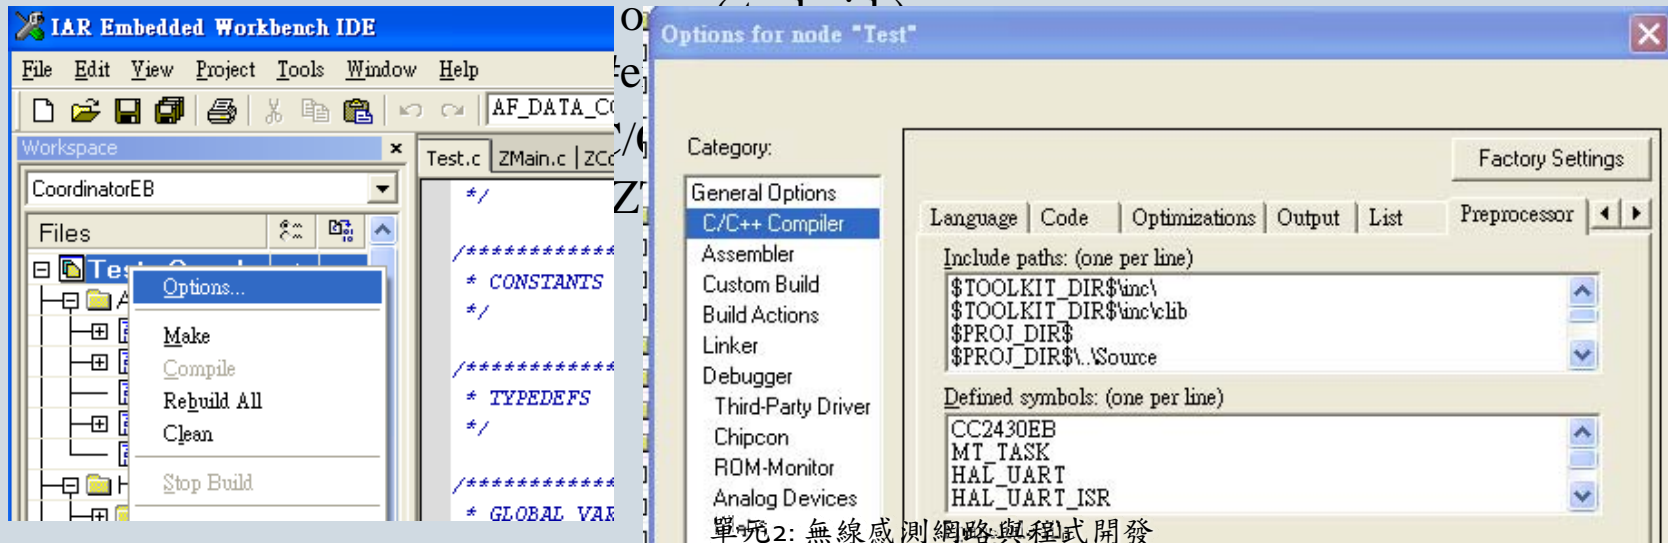 IAR Embedded Workbench IDE
File Edit View Project Tools Window Help
AF_DATA_CO
Workspace
CoordinatorEB
Files
Options...
Make
Compile
Rebuild All
Clean
Stop Build
Test.c ZMain.c ZCo
*/
/************
* CONSTANTS
*/
/************
* TYPEDEFS
*/
/************
* GLOBAL VAR
Options for node "Test"
Category:
General Options
C/C++ Compiler
Assembler
Custom Build
Build Actions
Linker
Debugger
Third-Party Driver
Chipcon
ROM-Monitor
Analog Devices
Factory Settings
Language Code Optimizations Output List Preprocessor
Include paths: (one per line)
$TOOLKIT_DIR$\inc\
$TOOLKIT_DIR$\inc\clib
$PROJ_DIR$
$PROJ_DIR$\..\Source
Defined symbols: (one per line)
CC2430EB
MT_TASK
HAL_UART
HAL_UART_ISR
單元2: 無線感測網路與程式開發